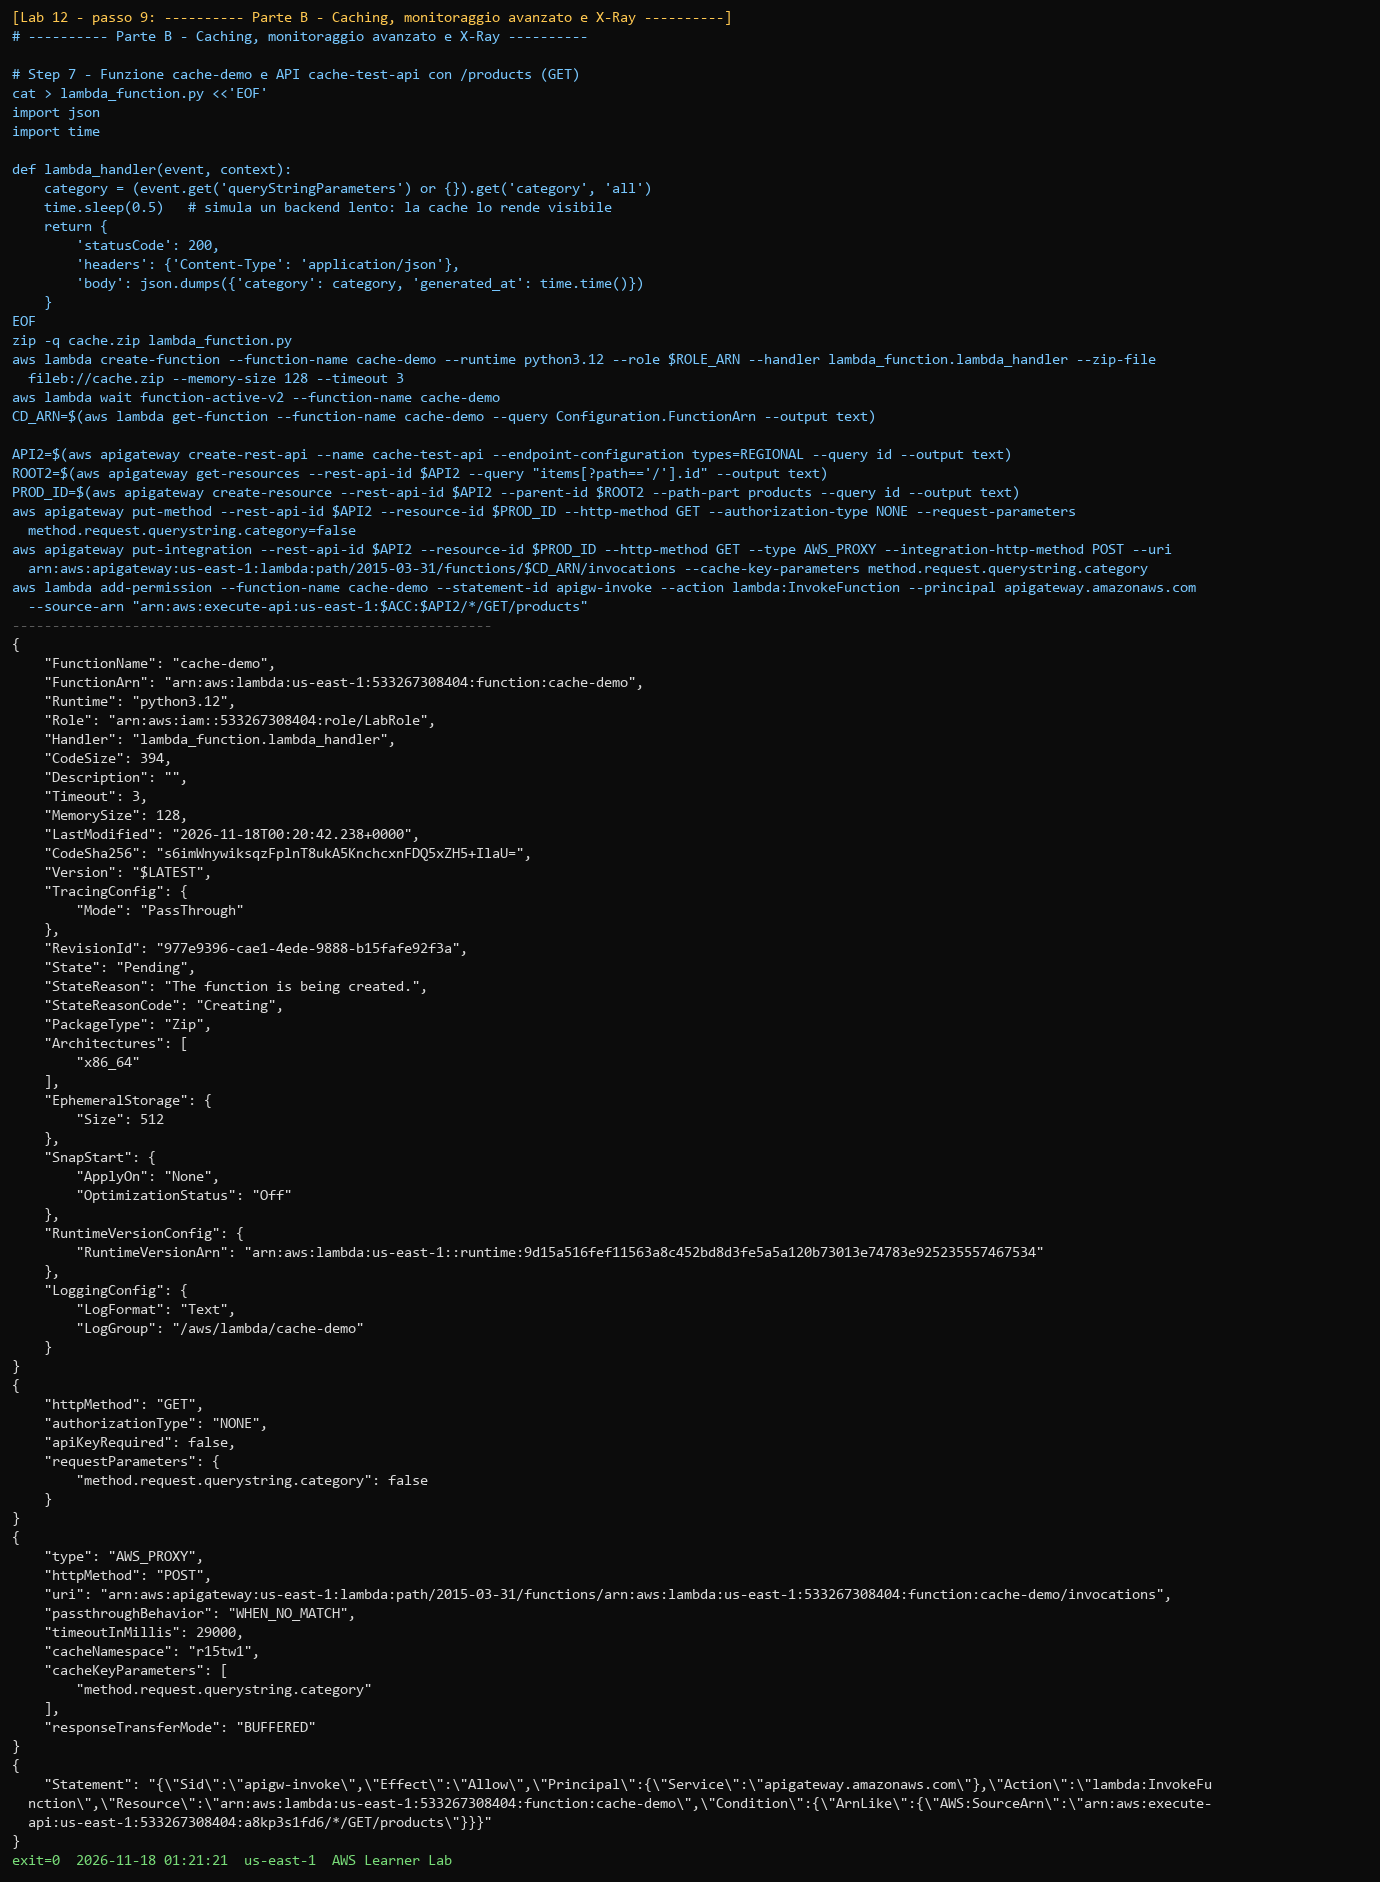 [Lab 12 - passo 9: ---------- Parte B - Caching, monitoraggio avanzato e X-Ray ----------]
# ---------- Parte B - Caching, monitoraggio avanzato e X-Ray ----------

# Step 7 - Funzione cache-demo e API cache-test-api con /products (GET)
cat > lambda_function.py <<'EOF'
import json
import time

def lambda_handler(event, context):
    category = (event.get('queryStringParameters') or {}).get('category', 'all')
    time.sleep(0.5)   # simula un backend lento: la cache lo rende visibile
    return {
        'statusCode': 200,
        'headers': {'Content-Type': 'application/json'},
        'body': json.dumps({'category': category, 'generated_at': time.time()})
    }
EOF
zip -q cache.zip lambda_function.py
aws lambda create-function --function-name cache-demo --runtime python3.12 --role $ROLE_ARN --handler lambda_function.lambda_handler --zip-file
  fileb://cache.zip --memory-size 128 --timeout 3
aws lambda wait function-active-v2 --function-name cache-demo
CD_ARN=$(aws lambda get-function --function-name cache-demo --query Configuration.FunctionArn --output text)

API2=$(aws apigateway create-rest-api --name cache-test-api --endpoint-configuration types=REGIONAL --query id --output text)
ROOT2=$(aws apigateway get-resources --rest-api-id $API2 --query "items[?path=='/'].id" --output text)
PROD_ID=$(aws apigateway create-resource --rest-api-id $API2 --parent-id $ROOT2 --path-part products --query id --output text)
aws apigateway put-method --rest-api-id $API2 --resource-id $PROD_ID --http-method GET --authorization-type NONE --request-parameters
  method.request.querystring.category=false
aws apigateway put-integration --rest-api-id $API2 --resource-id $PROD_ID --http-method GET --type AWS_PROXY --integration-http-method POST --uri
  arn:aws:apigateway:us-east-1:lambda:path/2015-03-31/functions/$CD_ARN/invocations --cache-key-parameters method.request.querystring.category
aws lambda add-permission --function-name cache-demo --statement-id apigw-invoke --action lambda:InvokeFunction --principal apigateway.amazonaws.com
  --source-arn "arn:aws:execute-api:us-east-1:$ACC:$API2/*/GET/products"
------------------------------------------------------------
{
    "FunctionName": "cache-demo",
    "FunctionArn": "arn:aws:lambda:us-east-1:533267308404:function:cache-demo",
    "Runtime": "python3.12",
    "Role": "arn:aws:iam::533267308404:role/LabRole",
    "Handler": "lambda_function.lambda_handler",
    "CodeSize": 394,
    "Description": "",
    "Timeout": 3,
    "MemorySize": 128,
    "LastModified": "2026-11-18T00:20:42.238+0000",
    "CodeSha256": "s6imWnywiksqzFplnT8ukA5KnchcxnFDQ5xZH5+IlaU=",
    "Version": "$LATEST",
    "TracingConfig": {
        "Mode": "PassThrough"
    },
    "RevisionId": "977e9396-cae1-4ede-9888-b15fafe92f3a",
    "State": "Pending",
    "StateReason": "The function is being created.",
    "StateReasonCode": "Creating",
    "PackageType": "Zip",
    "Architectures": [
        "x86_64"
    ],
    "EphemeralStorage": {
        "Size": 512
    },
    "SnapStart": {
        "ApplyOn": "None",
        "OptimizationStatus": "Off"
    },
    "RuntimeVersionConfig": {
        "RuntimeVersionArn": "arn:aws:lambda:us-east-1::runtime:9d15a516fef11563a8c452bd8d3fe5a5a120b73013e74783e925235557467534"
    },
    "LoggingConfig": {
        "LogFormat": "Text",
        "LogGroup": "/aws/lambda/cache-demo"
    }
}
{
    "httpMethod": "GET",
    "authorizationType": "NONE",
    "apiKeyRequired": false,
    "requestParameters": {
        "method.request.querystring.category": false
    }
}
{
    "type": "AWS_PROXY",
    "httpMethod": "POST",
    "uri": "arn:aws:apigateway:us-east-1:lambda:path/2015-03-31/functions/arn:aws:lambda:us-east-1:533267308404:function:cache-demo/invocations",
    "passthroughBehavior": "WHEN_NO_MATCH",
    "timeoutInMillis": 29000,
    "cacheNamespace": "r15tw1",
    "cacheKeyParameters": [
        "method.request.querystring.category"
    ],
    "responseTransferMode": "BUFFERED"
}
{
    "Statement": "{\"Sid\":\"apigw-invoke\",\"Effect\":\"Allow\",\"Principal\":{\"Service\":\"apigateway.amazonaws.com\"},\"Action\":\"lambda:InvokeFu
  nction\",\"Resource\":\"arn:aws:lambda:us-east-1:533267308404:function:cache-demo\",\"Condition\":{\"ArnLike\":{\"AWS:SourceArn\":\"arn:aws:execute-
  api:us-east-1:533267308404:a8kp3s1fd6/*/GET/products\"}}}"
}
exit=0  2026-11-18 01:21:21  us-east-1  AWS Learner Lab